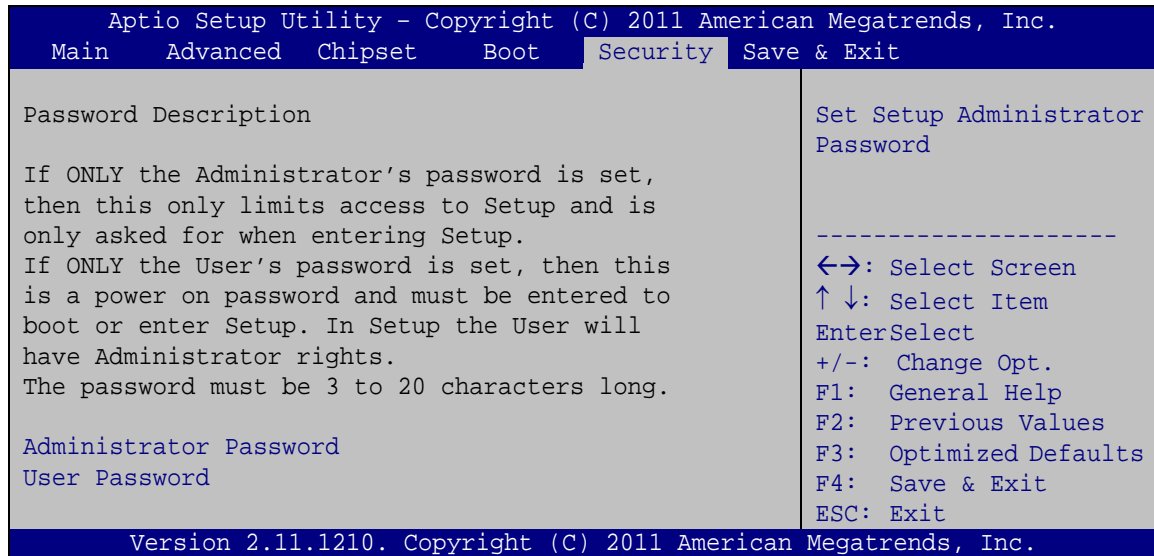 Aptio Setup Utility – Copyright (C) 2011 American Megatrends, Inc.
Main Advanced Chipset Boot Security Save & Exit
Password Description
If ONLY the Administrator’s password is set,
then this only limits access to Setup and is
only asked for when entering Setup.
If ONLY the User’s password is set, then this
is a power on password and must be entered to
boot or enter Setup. In Setup the User will
have Administrator rights.
The password must be 3 to 20 characters long.
Administrator Password
User Password
Set Setup Administrator
Password
---------------------
←→: Select Screen
↑ ↓: Select Item
EnterSelect
+/-: Change Opt.
F1: General Help
F2: Previous Values
F3: Optimized Defaults
F4: Save & Exit
ESC: Exit
Version 2.11.1210. Copyright (C) 2011 American Megatrends, Inc.